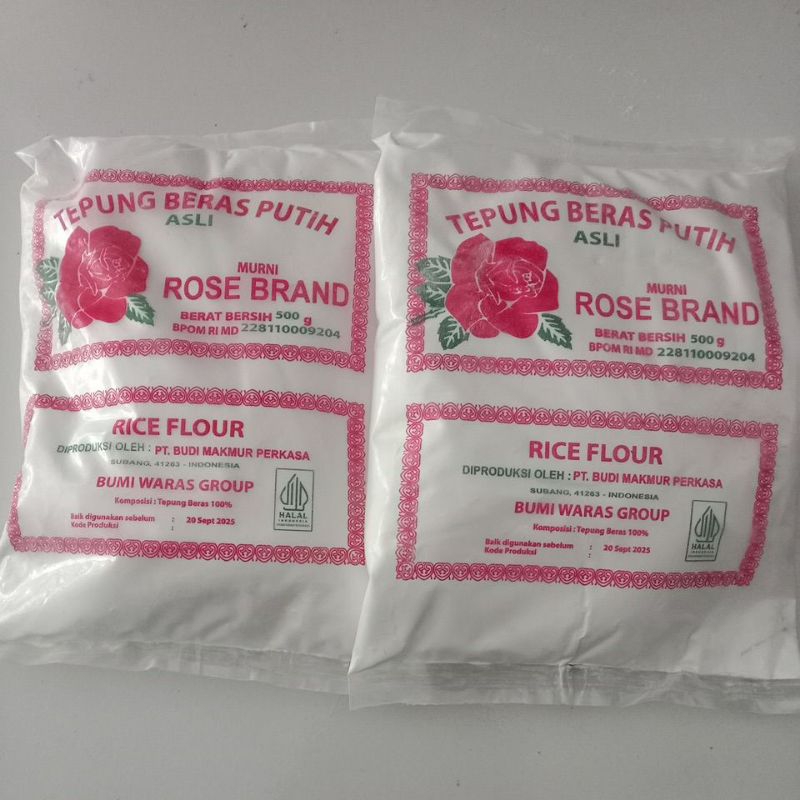 TEPUNG BERAS PUTIH
ASLI
MURNI
ROSE BRAND
BERAT BERSIH 500 g
BPOM RI MD 228110009204
RICE FLOUR
DIPRODUKSI OLEH : PT. BUDI MAKMUR PERKASA
SUBANG, 41263 - INDONESIA
BUMI WARAS GROUP
Komposisi : Tepung Beras 100%
Baik digunakan sebelum : 20 Sept 2025
Kode Produksi :
HALAL
INDONESIA
TEPUNG BERAS PUTIH
ASLI
MURNI
ROSE BRAND
BERAT BERSIH 500 g
BPOM RI MD 228110009204
RICE FLOUR
DIPRODUKSI OLEH : PT. BUDI MAKMUR PERKASA
SUBANG, 41263 - INDONESIA
BUMI WARAS GROUP
Komposisi : Tepung Beras 100%
Baik digunakan sebelum : 20 Sept 2025
Kode Produksi :
HALAL
INDONESIA